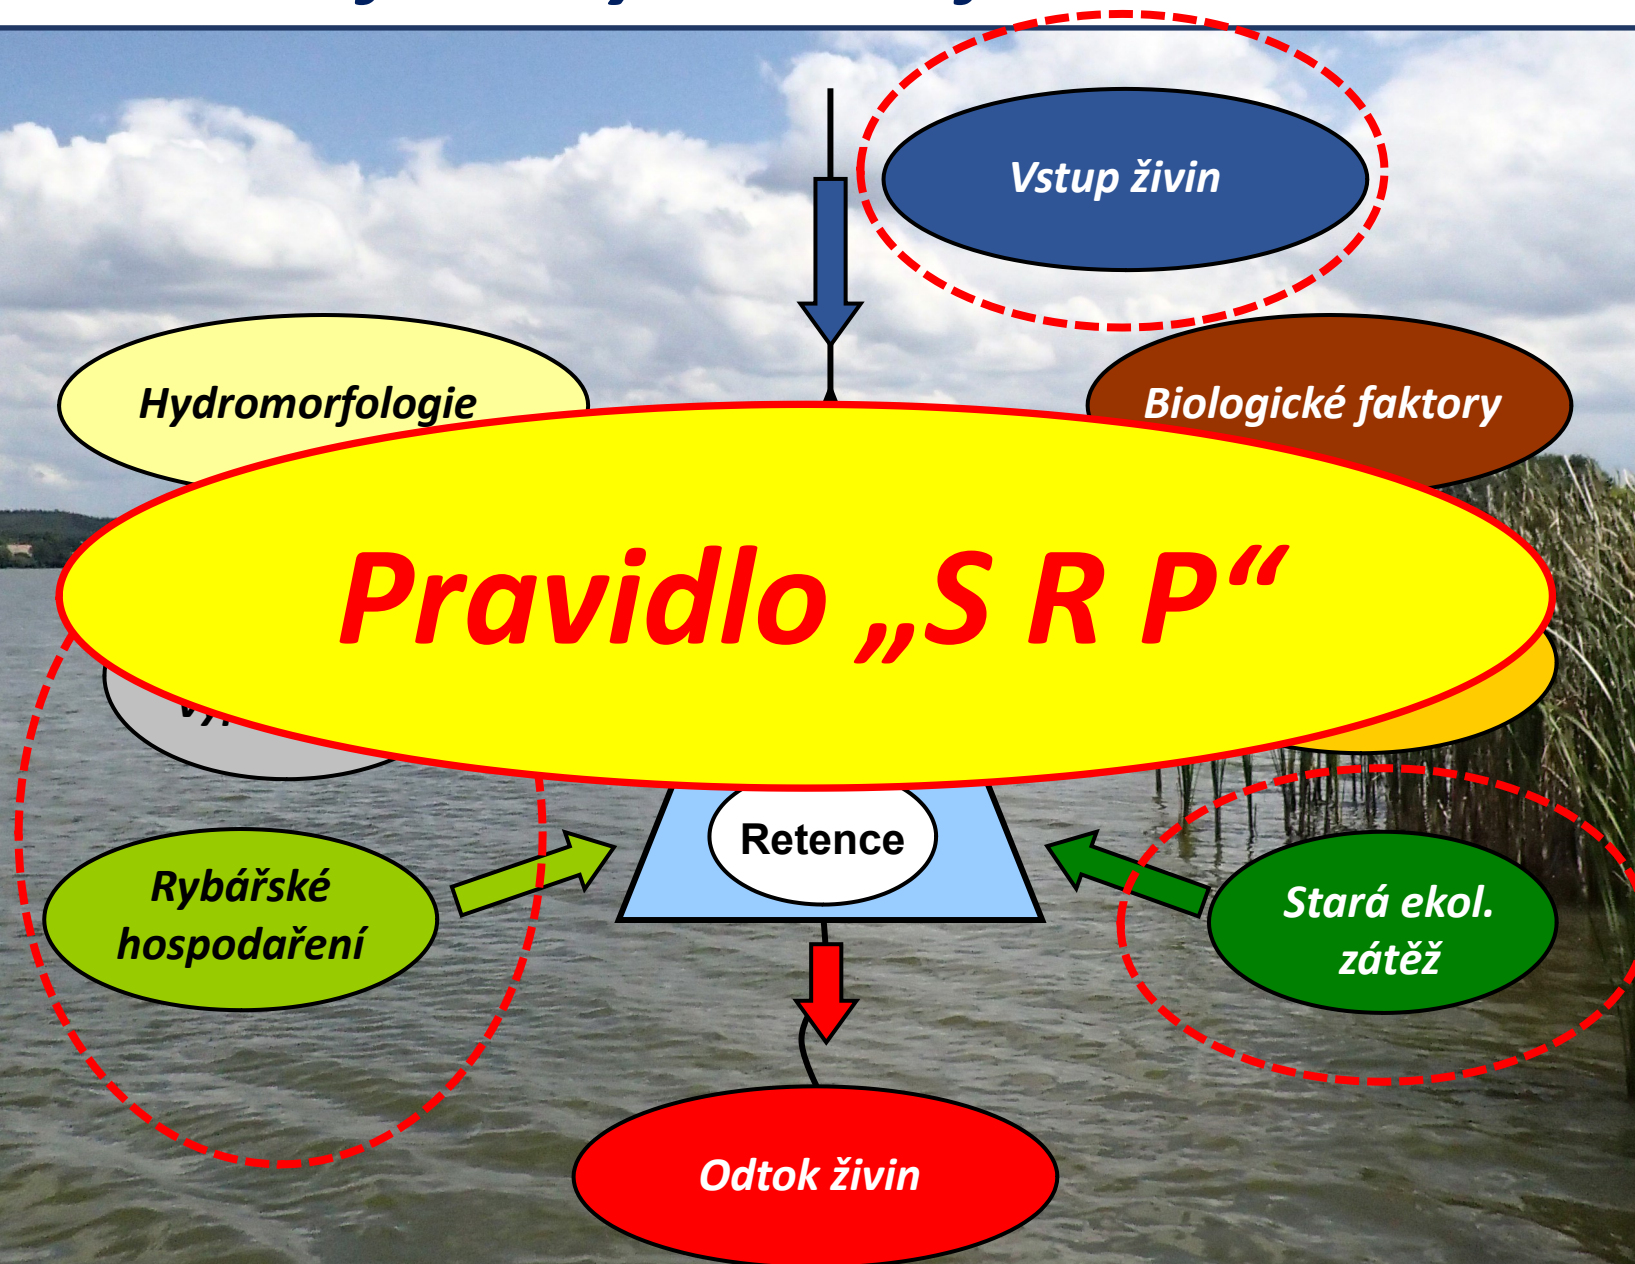 Vstup živin
Hydromorfologie
Biologické faktory
Pravidlo „S R P“
Retence
Rybářské
hospodaření
Stará ekol.
zátěž
Odtok živin